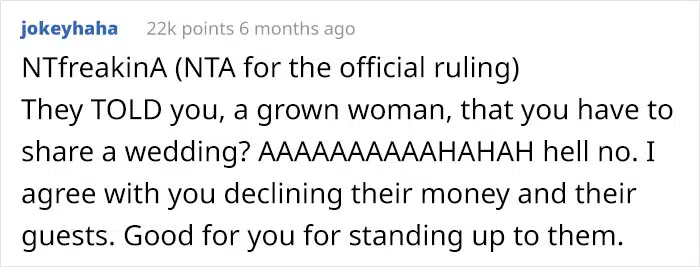 jokeyhaha 22k points 6 months ago
NTfreakinA (NTA for the official ruling)
They TOLD you, a grown woman, that you have to
share a wedding? AAAAAAAAAAHAHAH hell no. I
agree with you declining their money and their
guests. Good for you for standing up to them.